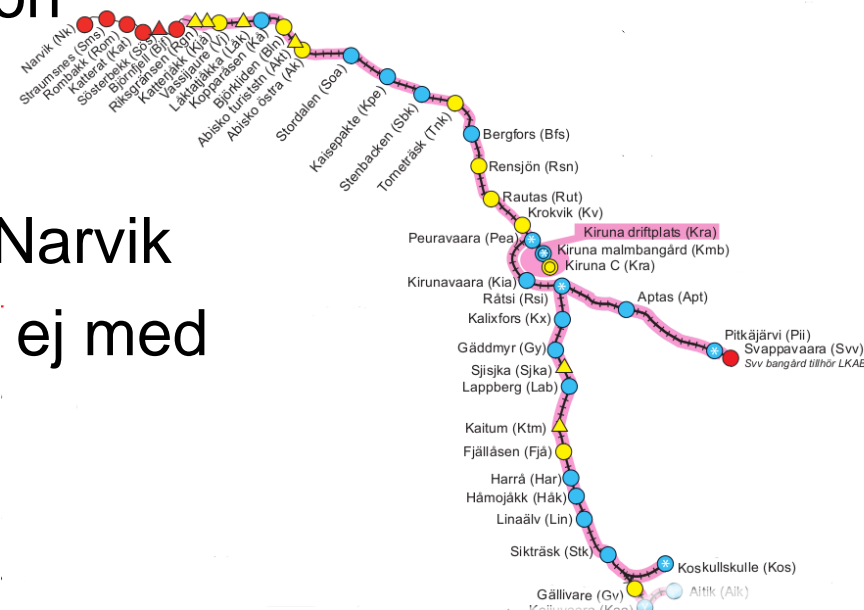 Narvik (Nk)
Straumsnes (Sms)
Rombakk (Rom)
Katterat (Kat)
Sösterbekk (Sös)
Björnfjell (Bjf)
Riksgränsen (Rgn)
Katterjåkk (Kjå)
Vassijaure (Vj)
Låktatjåkka (Låk)
Kopparåsen (Kå)
Björkliden (Bln)
Abisko turiststn (Akt)
Abisko östra (Ak)
Stordalen (Soa)
Kaisepakte (Kpe)
Stenbacken (Sbk)
Torneträsk (Tnk)
Bergfors (Bfs)
Rensjön (Rsn)
Rautas (Rut)
Krokvik (Kv)
Narvik
ej med
Peuravaara (Pea)
Kiruna driftplats (Kra)
Kiruna malmbangård (Kmb)
Kiruna C (Kra)
Kirunavaara (Kia)
Råtsi (Rsi)
Aptas (Apt)
Kalixfors (Kx)
Pitkäjärvi (Pii)
Svappavaara (Svv)
Svv bangård tillhör LKAB
Gäddmyr (Gy)
Sjisjka (Sjka)
Lappberg (Lab)
Kaitum (Ktm)
Fjällåsen (Fjå)
Harrå (Har)
Håmojåkk (Håk)
Linaälv (Lin)
Sikträsk (Stk)
Koskullskulle (Kos)
Gällivare (Gv)
Aitik (Aik)